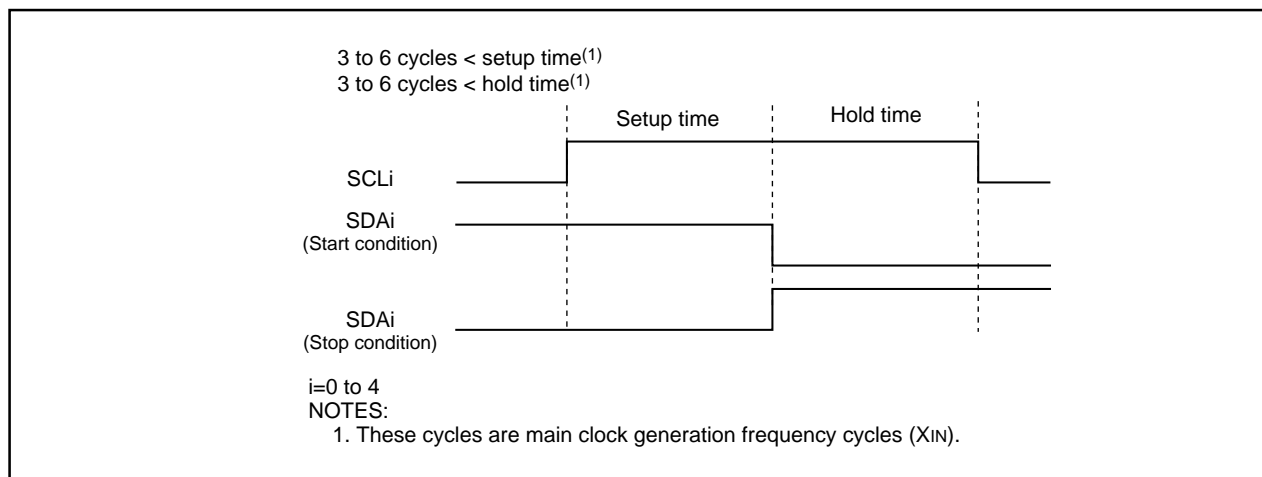 3 to 6 cycles < setup time(1)
3 to 6 cycles < hold time(1)
Setup time
Hold time
SCLi
SDAi
(Start condition)
SDAi
(Stop condition)
i=0 to 4
NOTES:
1. These cycles are main clock generation frequency cycles (XIN).